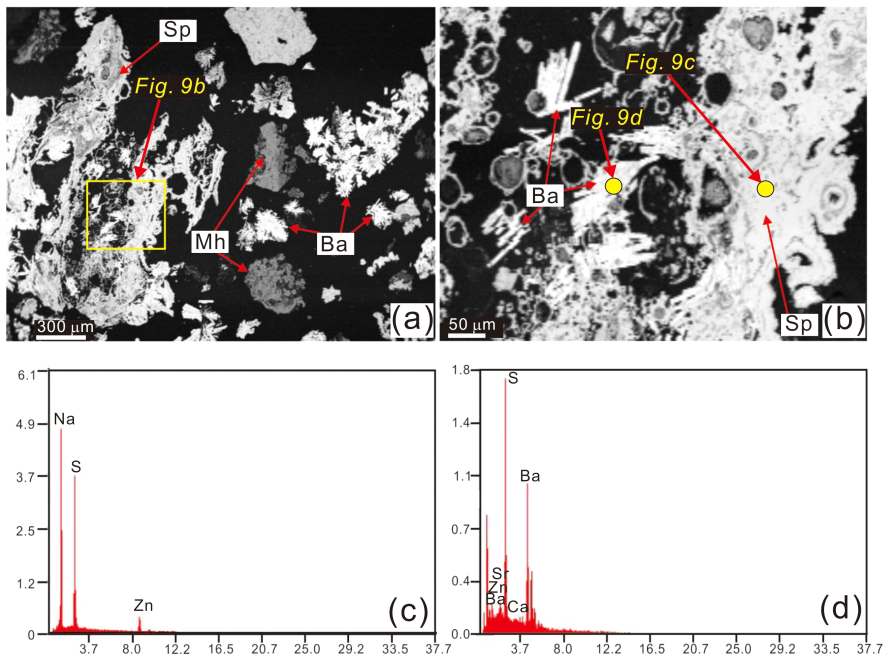 Sp
Fig. 9b
Mh
Ba
300 μm
(a)
Fig. 9c
Fig. 9d
Ba
Sp
50 μm
(b)
6.1
4.9
3.7
2.5
1.2
0
Na
S
Zn
(c)
3.7 8.0 12.2 16.5 20.7 25.0 29.2 33.5 37.7
1.8
1.4
1.1
0.7
0.4
0.0
S
Ba
Sr
Zn
Ba
Ca
(d)
3.7 8.0 12.2 16.5 20.7 25.0 29.2 33.5 37.7